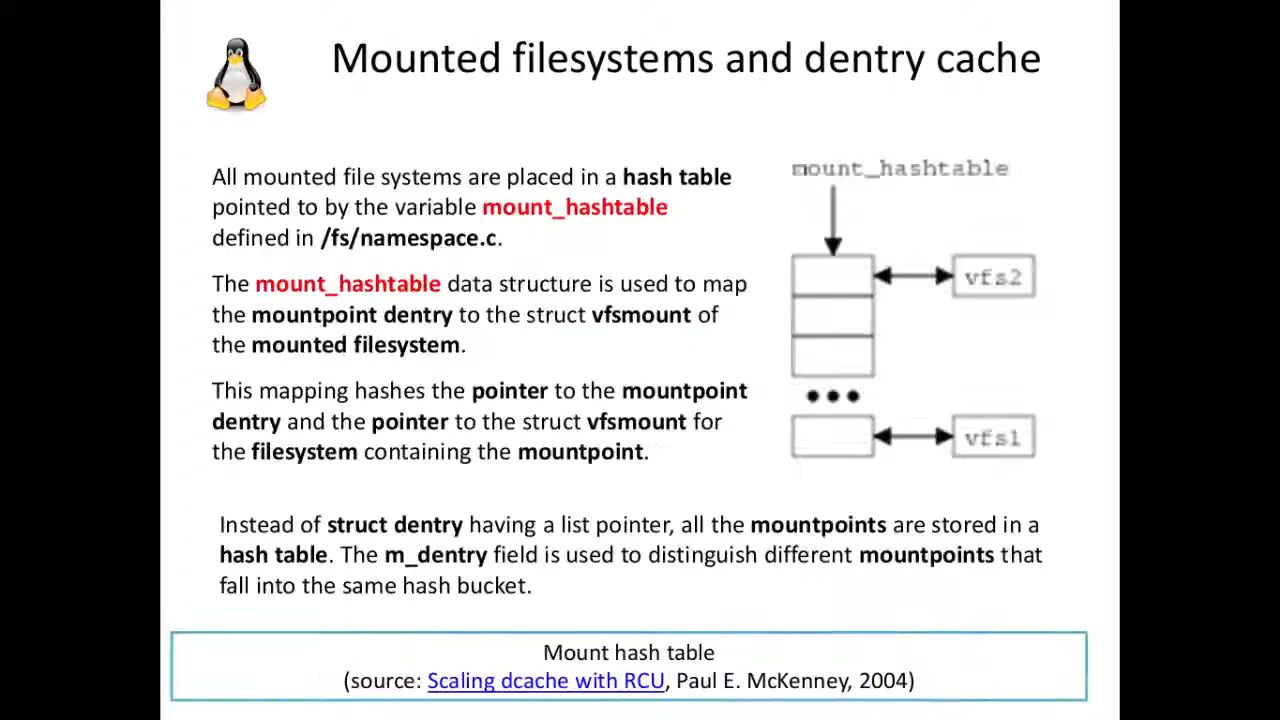 Mounted filesystems and dentry cache
All mounted file systems are placed in a hash table
pointed to by the variable mount_hashtable
defined in /fs/namespace.c.
The mount_hashtable data structure is used to map
the mountpoint dentry to the struct vfsmount of
the mounted filesystem.
This mapping hashes the pointer to the mountpoint
dentry and the pointer to the struct vfsmount for
the filesystem containing the mountpoint.
mount_hashtable
vfs2
vfs1
Instead of struct dentry having a list pointer, all the mountpoints are stored in a
hash table. The m_dentry field is used to distinguish different mountpoints that
fall into the same hash bucket.
Mount hash table
(source: Scaling dcache with RCU, Paul E. McKenney, 2004)